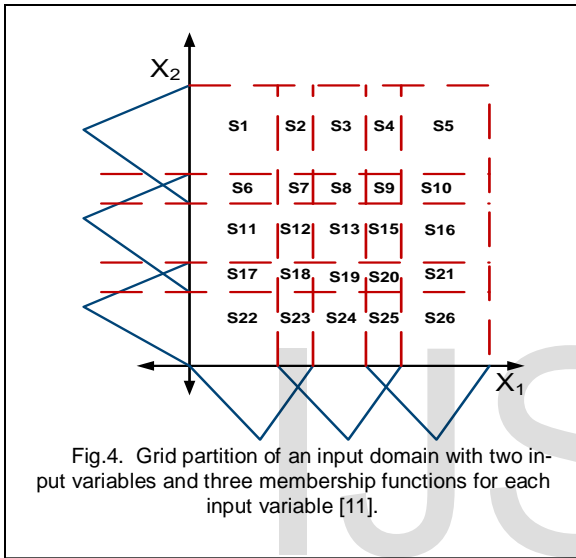 X2
S1 S2 S3 S4 S5
S6 S7 S8 S9 S10
S11 S12 S13 S15 S16
S17 S18 S19 S20 S21
S22 S23 S24 S25 S26
X1
IJS
Fig.4. Grid partition of an input domain with two in-
put variables and three membership functions for each
input variable [11].